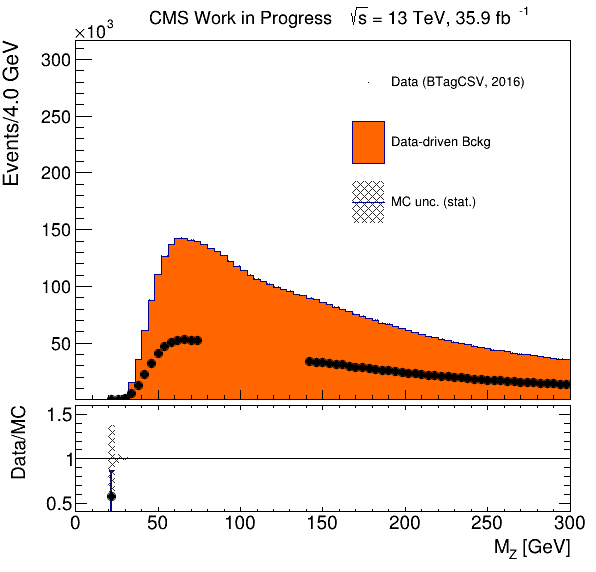 CMS Work in Progress √s = 13 TeV, 35.9 fb⁻¹
×10³
Events/4.0 GeV
300
250
200
150
100
50
Data (BTagCSV, 2016)
Data-driven Bckg
MC unc. (stat.)
Data/MC
1.5
1
0.5
0 50 100 150 200 250 300
M_Z [GeV]